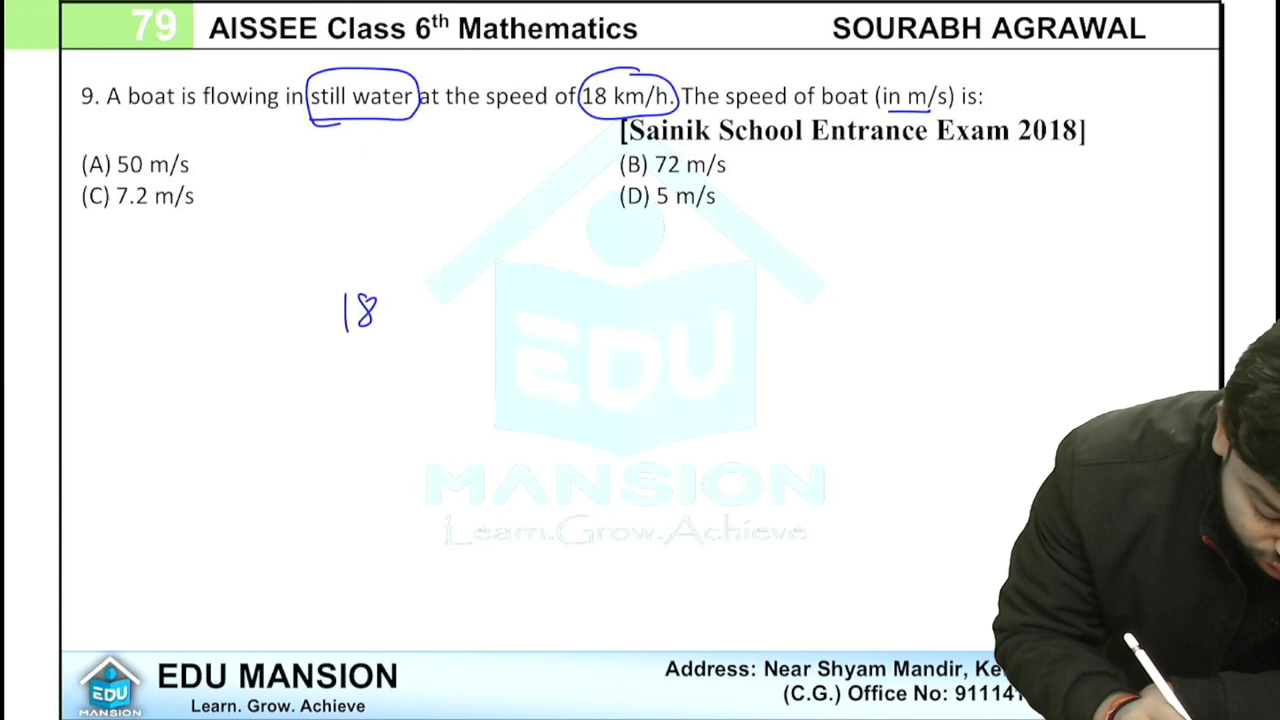 79 AISSEE Class 6th Mathematics SOURABH AGRAWAL
9. A boat is flowing in still water at the speed of 18 km/h. The speed of boat (in m/s) is:
[Sainik School Entrance Exam 2018]
(A) 50 m/s (B) 72 m/s
(C) 7.2 m/s (D) 5 m/s
18
EDU
MANSION
Learn.Grow.Achieve
EDU MANSION
Learn. Grow. Achieve
EDU
MANSION
Address: Near Shyam Mandir,
(C.G.) Office No: